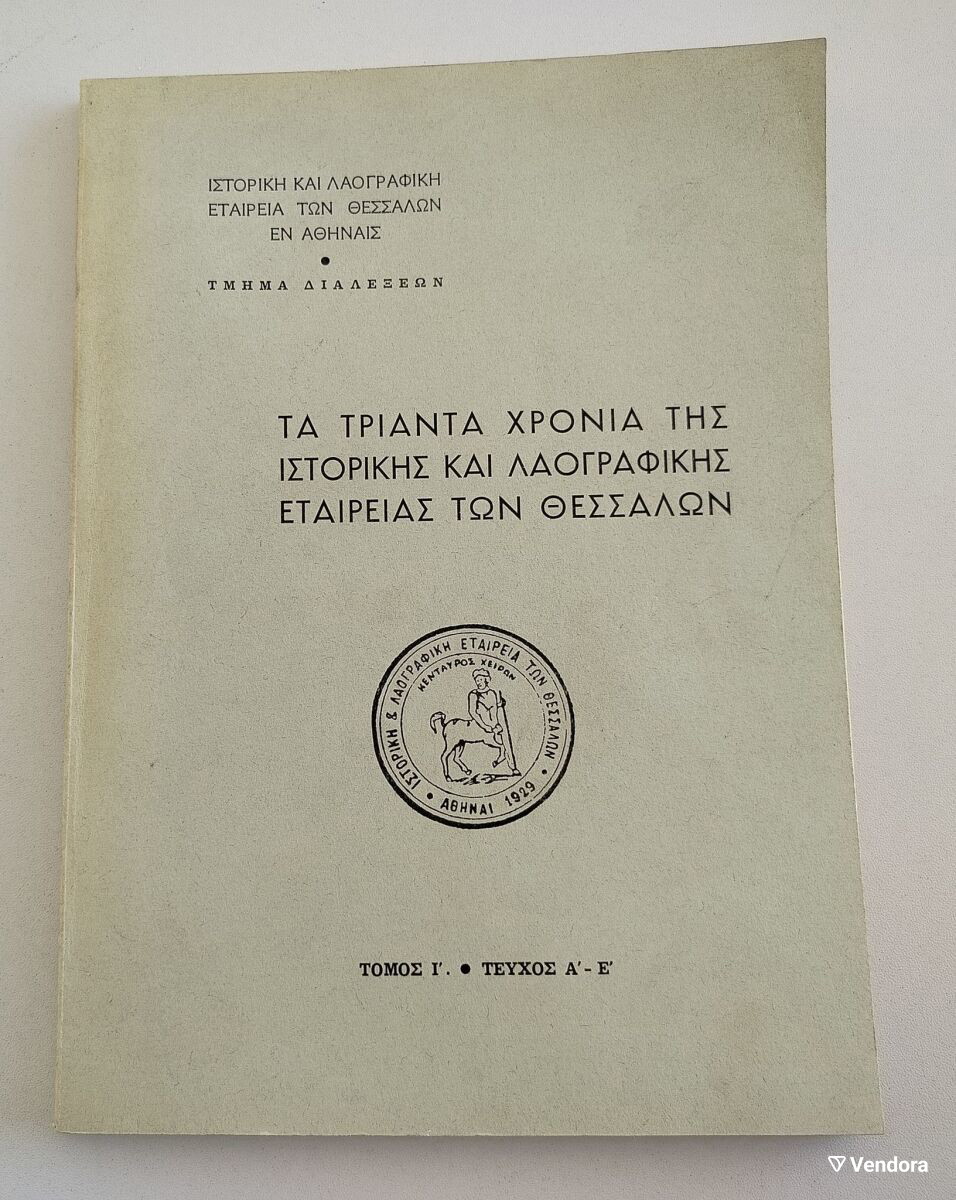 ΙΣΤΟΡΙΚΗ ΚΑΙ ΛΑΟΓΡΑΦΙΚΗ
ΕΤΑΙΡΕΙΑ ΤΩΝ ΘΕΣΣΑΛΩΝ
ΕΝ ΑΘΗΝΑΙΣ
ΤΜΗΜΑ ΔΙΑΛΕΞΕΩΝ
ΤΑ ΤΡΙΑΝΤΑ ΧΡΟΝΙΑ ΤΗΣ
ΙΣΤΟΡΙΚΗΣ ΚΑΙ ΛΑΟΓΡΑΦΙΚΗΣ
ΕΤΑΙΡΕΙΑΣ ΤΩΝ ΘΕΣΣΑΛΩΝ
ΙΣΤΟΡΙΚΗ & ΛΑΟΓΡΑΦΙΚΗ ΕΤΑΙΡΕΙΑ ΤΩΝ ΘΕΣΣΑΛΩΝ
ΚΕΝΤΑΥΡΟΣ ΧΕΙΡΩΝ
• ΑΘΗΝΑΙ 1929 •
ΤΟΜΟΣ Ι'. • ΤΕΥΧΟΣ Α' - Ε'
Vendora